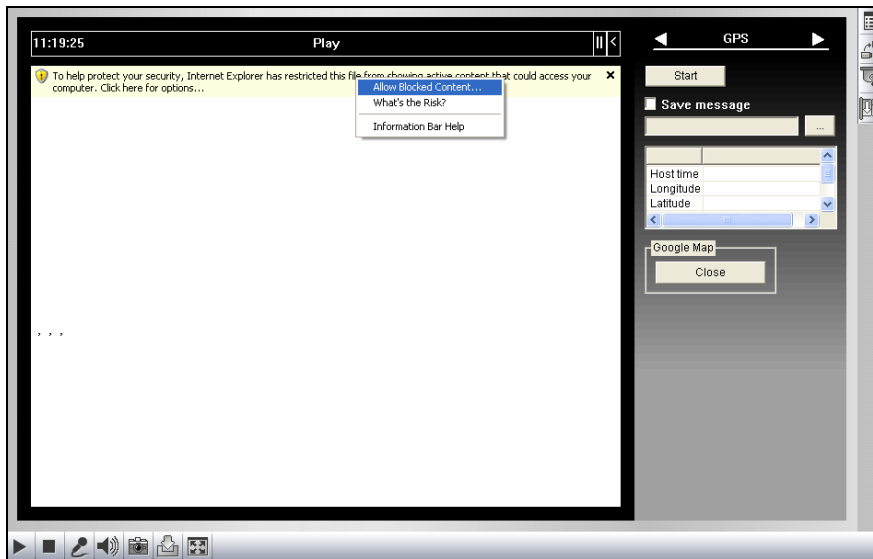 11:19:25 Play GPS
To help protect your security, Internet Explorer has restricted this file from showing active content that could access your
computer. Click here for options...
Allow Blocked Content...
What's the Risk?
Information Bar Help
Start
Save message
...
Host time
Longitude
Latitude
Google Map
Close
, , ,